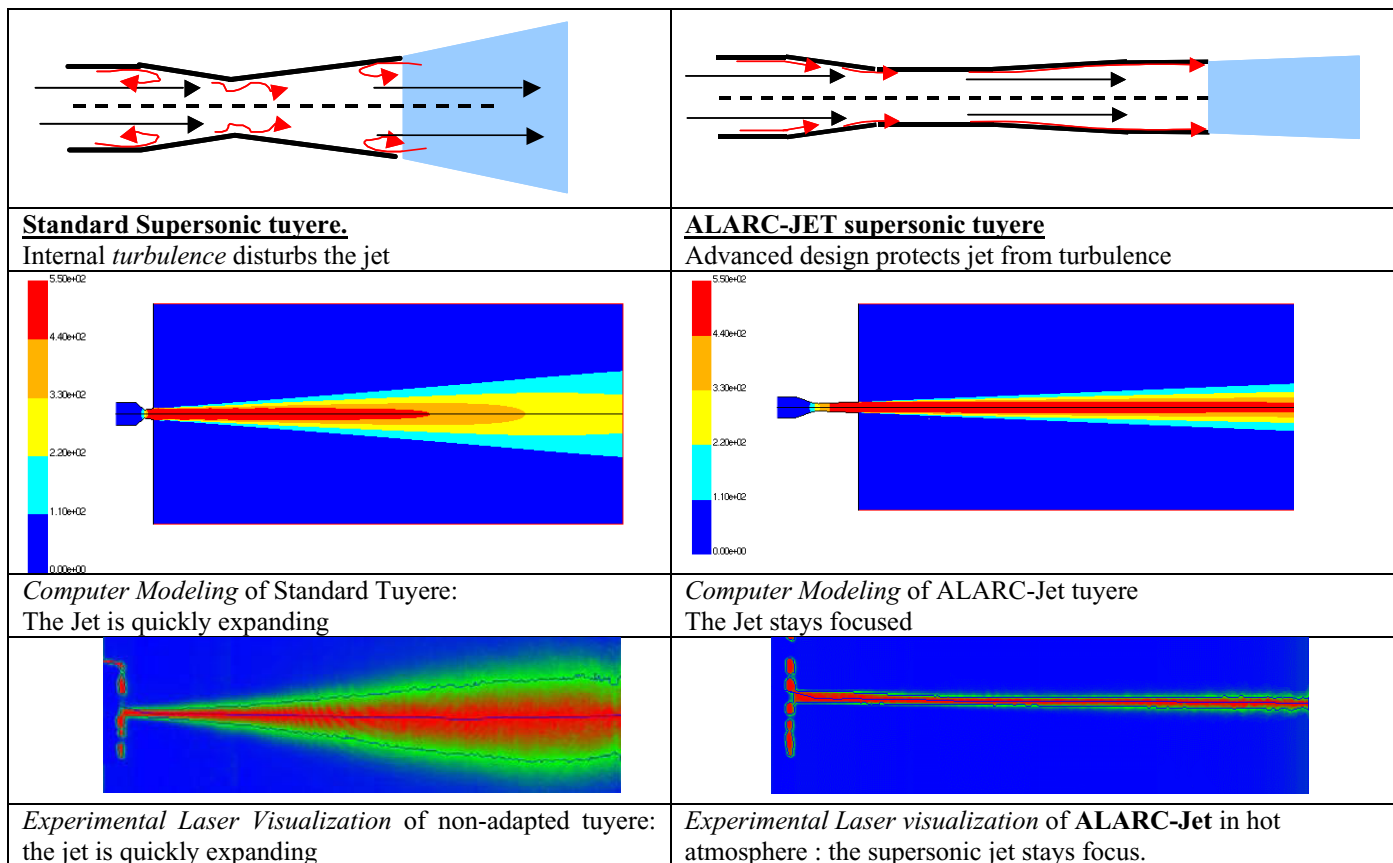 Standard Supersonic tuyere.
Internal turbulence disturbs the jet
ALARC-JET supersonic tuyere
Advanced design protects jet from turbulence
5.50e+02
4.40e+02
3.30e+02
2.20e+02
1.10e+02
0.00e+00
5.50e+02
4.40e+02
3.30e+02
2.20e+02
1.10e+02
0.00e+00
Computer Modeling of Standard Tuyere:
The Jet is quickly expanding
Computer Modeling of ALARC-Jet tuyere
The Jet stays focused
Experimental Laser Visualization of non-adapted tuyere:
the jet is quickly expanding
Experimental Laser visualization of ALARC-Jet in hot
atmosphere : the supersonic jet stays focus.